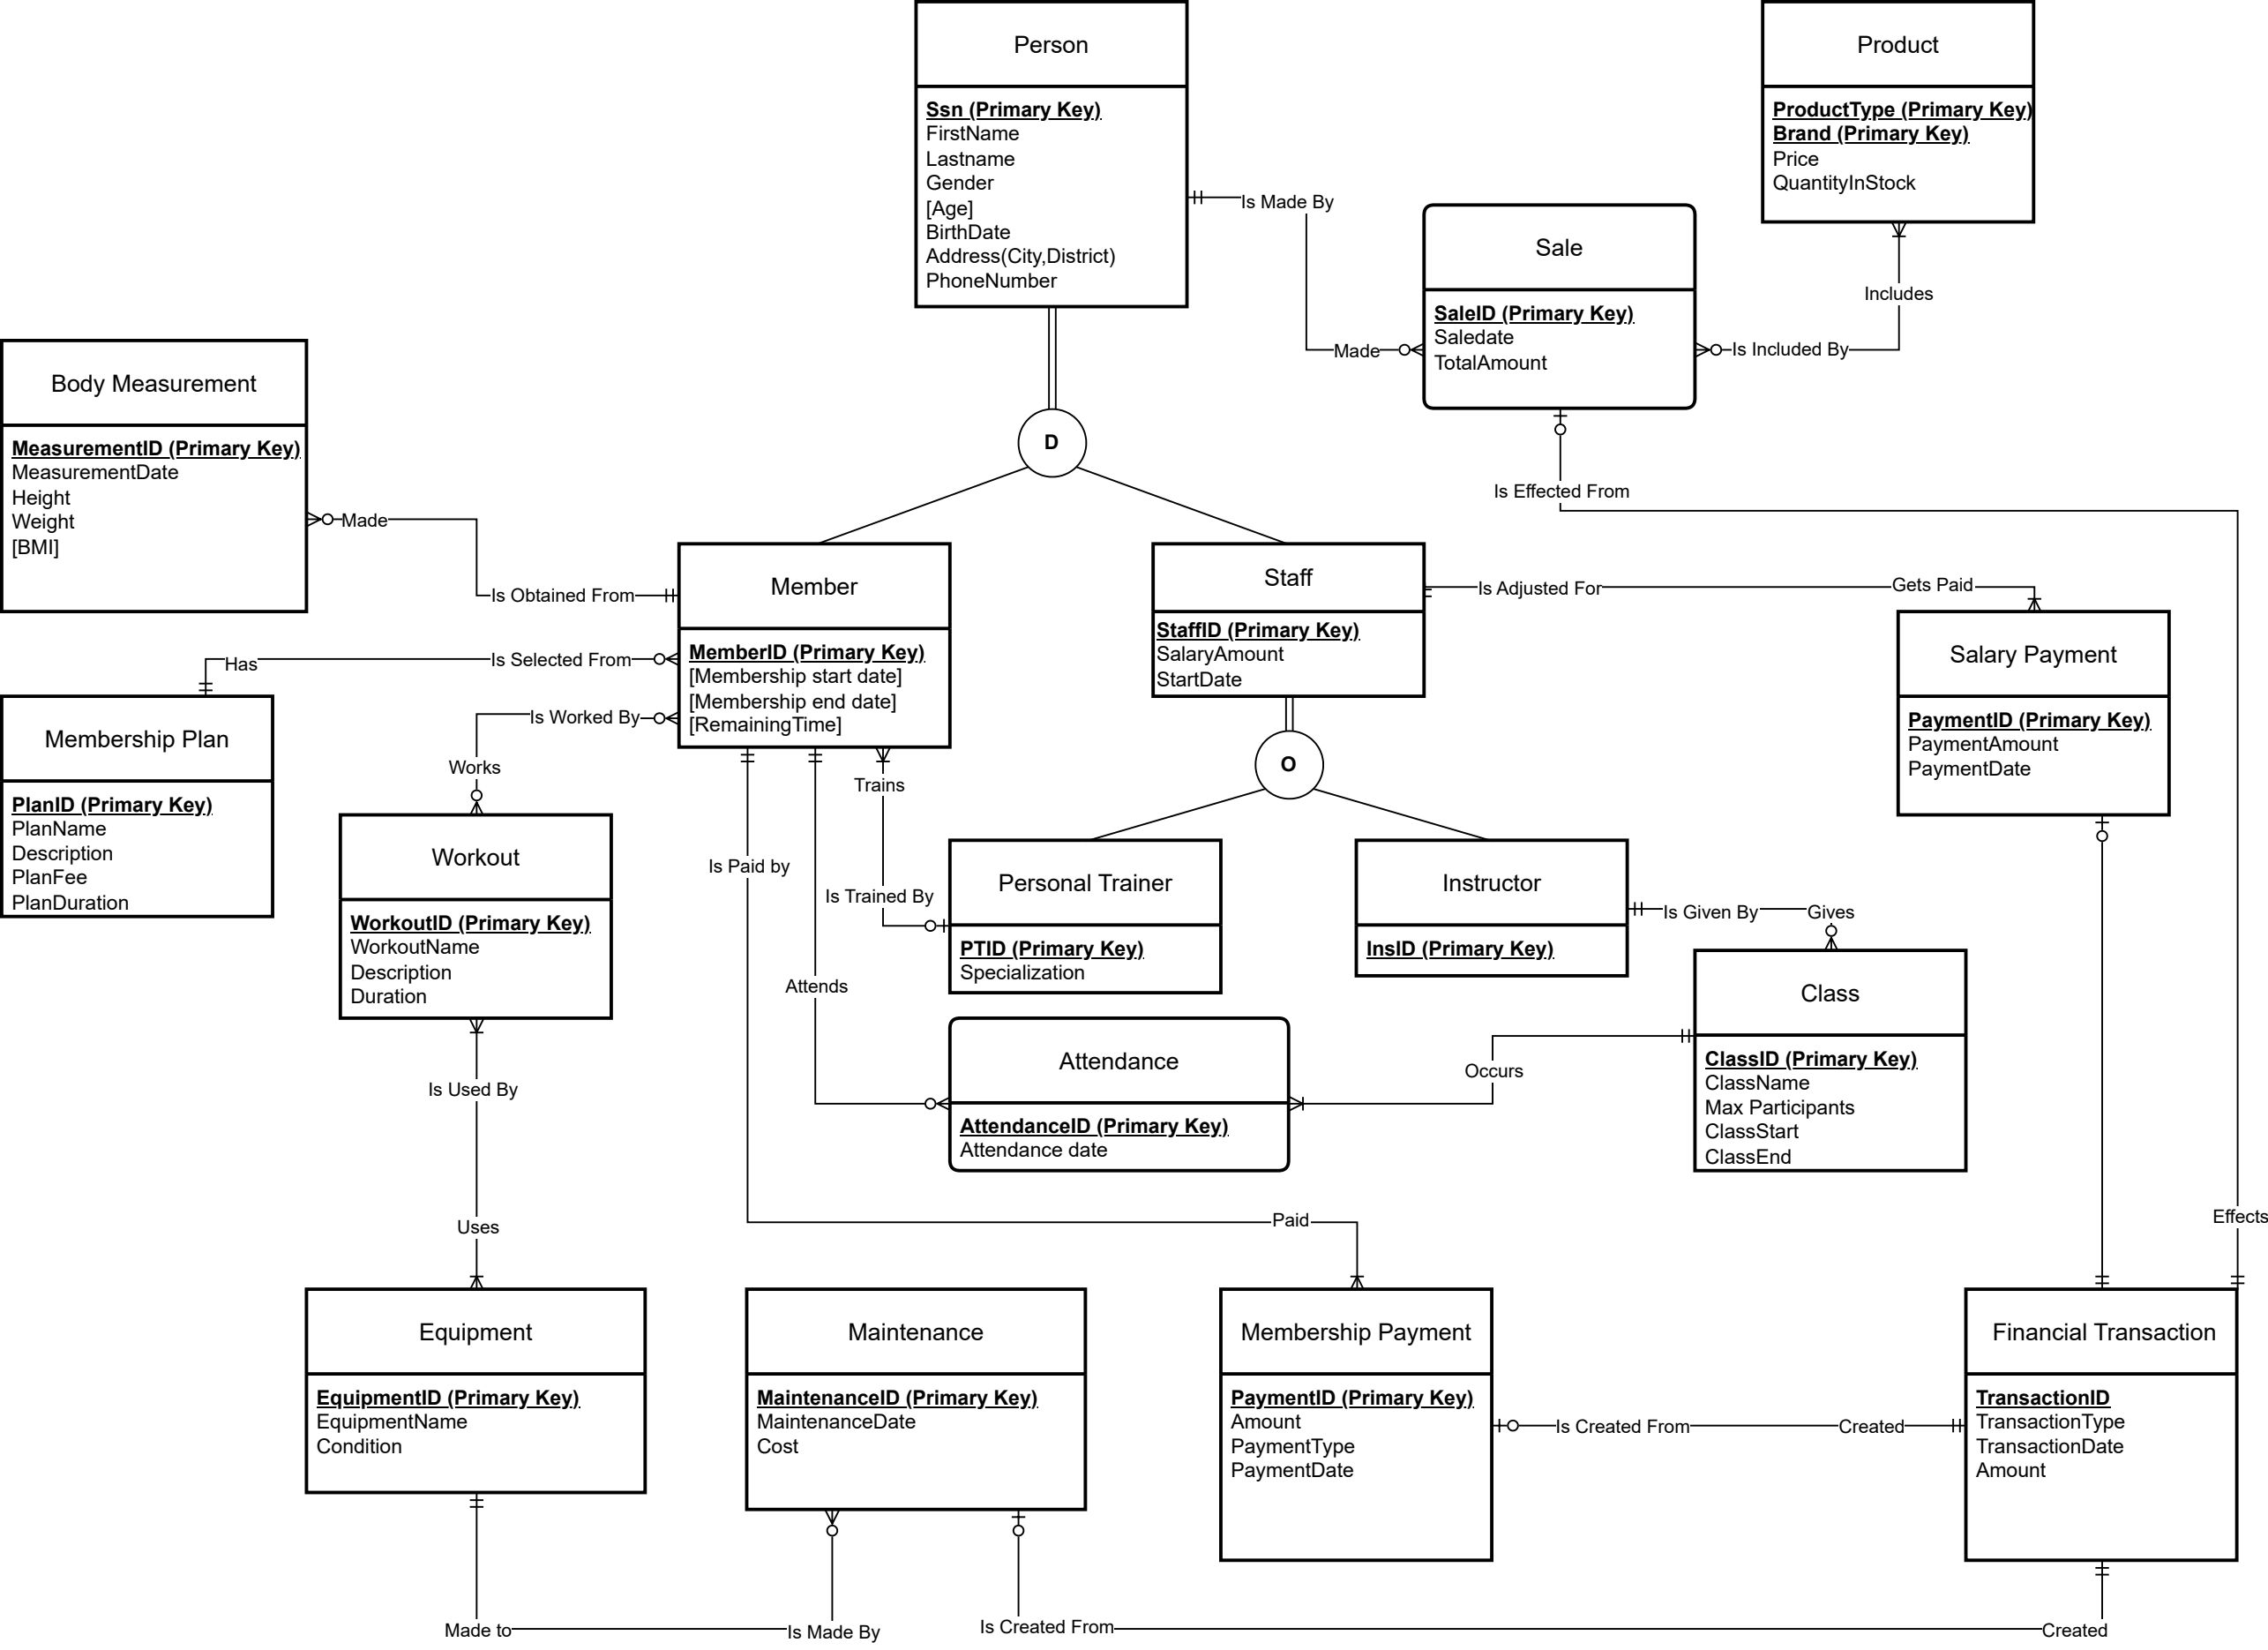 Person
Ssn (Primary Key)
FirstName
Lastname
Gender
[Age]
BirthDate
Address(City,District)
PhoneNumber
Product
ProductType (Primary Key)
Brand (Primary Key)
Price
QuantityInStock
Is Made By
Made
Sale
SaleID (Primary Key)
Saledate
TotalAmount
Includes
Is Included By
Is Effected From
D
Body Measurement
MeasurementID (Primary Key)
MeasurementDate
Height
Weight
[BMI]
Made
Is Obtained From
Member
MemberID (Primary Key)
[Membership start date]
[Membership end date]
[RemainingTime]
Staff
StaffID (Primary Key)
SalaryAmount
StartDate
Is Adjusted For
Gets Paid
Salary Payment
PaymentID (Primary Key)
PaymentAmount
PaymentDate
Has
Is Selected From
Membership Plan
PlanID (Primary Key)
PlanName
Description
PlanFee
PlanDuration
Is Worked By
Works
Workout
WorkoutID (Primary Key)
WorkoutName
Description
Duration
O
Trains
Is Trained By
Is Paid by
Attends
Personal Trainer
PTID (Primary Key)
Specialization
Instructor
InsID (Primary Key)
Is Given By
Gives
Class
ClassID (Primary Key)
ClassName
Max Participants
ClassStart
ClassEnd
Attendance
AttendanceID (Primary Key)
Attendance date
Occurs
Is Used By
Uses
Paid
Effects
Equipment
EquipmentID (Primary Key)
EquipmentName
Condition
Maintenance
MaintenanceID (Primary Key)
MaintenanceDate
Cost
Membership Payment
PaymentID (Primary Key)
Amount
PaymentType
PaymentDate
Is Created From
Created
Financial Transaction
TransactionID
TransactionType
TransactionDate
Amount
Made to
Is Made By
Is Created From
Created